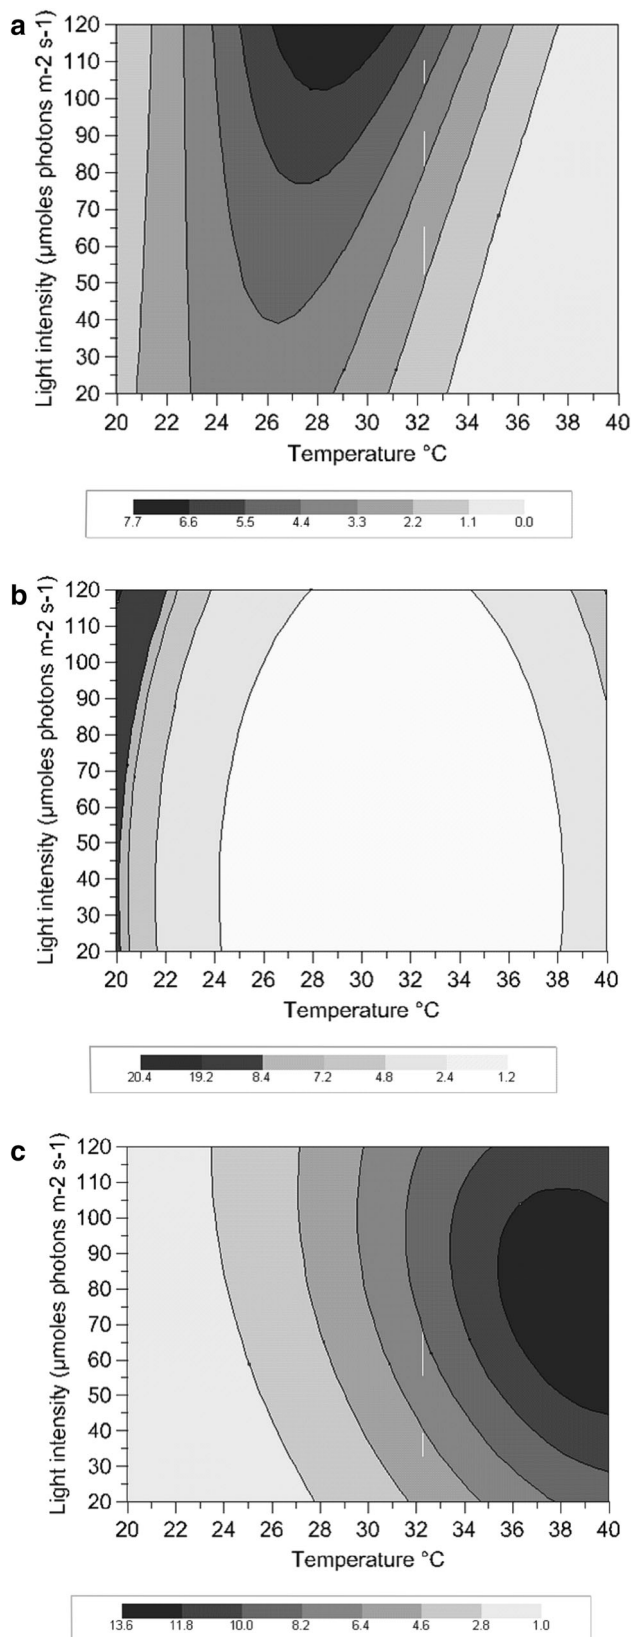 a
Light intensity (µmoles photons m-2 s-1)
120
110
100
90
80
70
60
50
40
30
20
20 22 24 26 28 30 32 34 36 38 40
Temperature °C
7.7 6.6 5.5 4.4 3.3 2.2 1.1 0.0
b
Light intensity (µmoles photons m-2 s-1)
120
110
100
90
80
70
60
50
40
30
20
20 22 24 26 28 30 32 34 36 38 40
Temperature °C
20.4 19.2 8.4 7.2 4.8 2.4 1.2
c
Light intensity (µmoles photons m-2 s-1)
120
110
100
90
80
70
60
50
40
30
20
20 22 24 26 28 30 32 34 36 38 40
Temperature °C
13.6 11.8 10.0 8.2 6.4 4.6 2.8 1.0